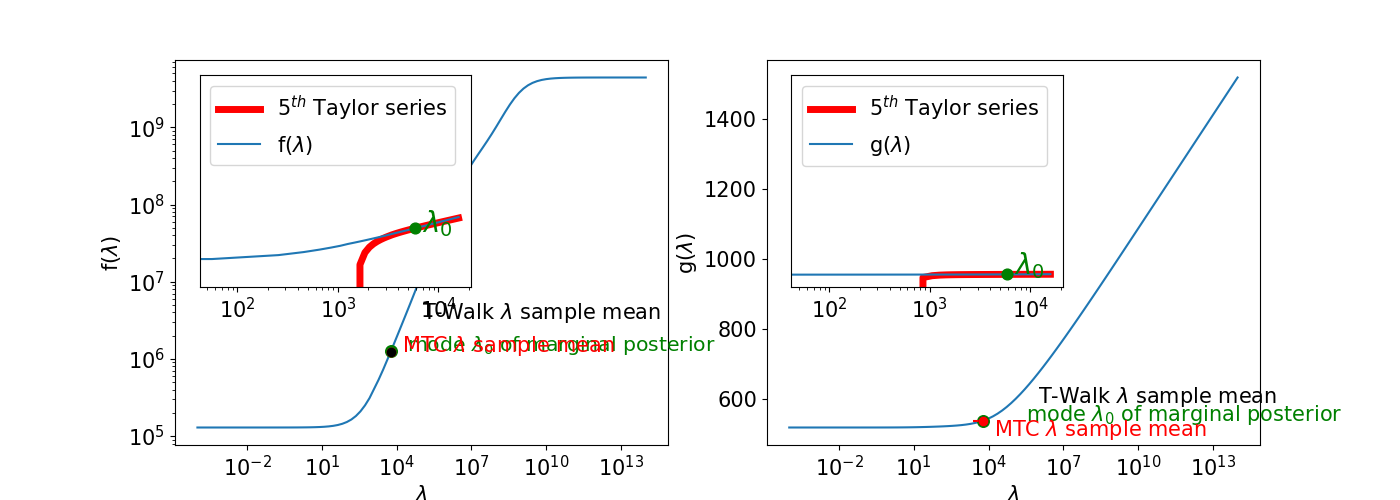 5th Taylor series
f(λ)
λ0
10^2 10^3 10^4
T-Walk λ sample mean
MTC λ sample mean
mode λ0 of marginal posterior
10^9
10^8
10^7
10^6
10^5
f(λ)
10^-2 10^1 10^4 10^7 10^10 10^13
λ
5th Taylor series
g(λ)
λ0
10^2 10^3 10^4
1400
1200
1000
800
600
g(λ)
T-Walk λ sample mean
mode λ0 of marginal posterior
MTC λ sample mean
10^-2 10^1 10^4 10^7 10^10 10^13
λ